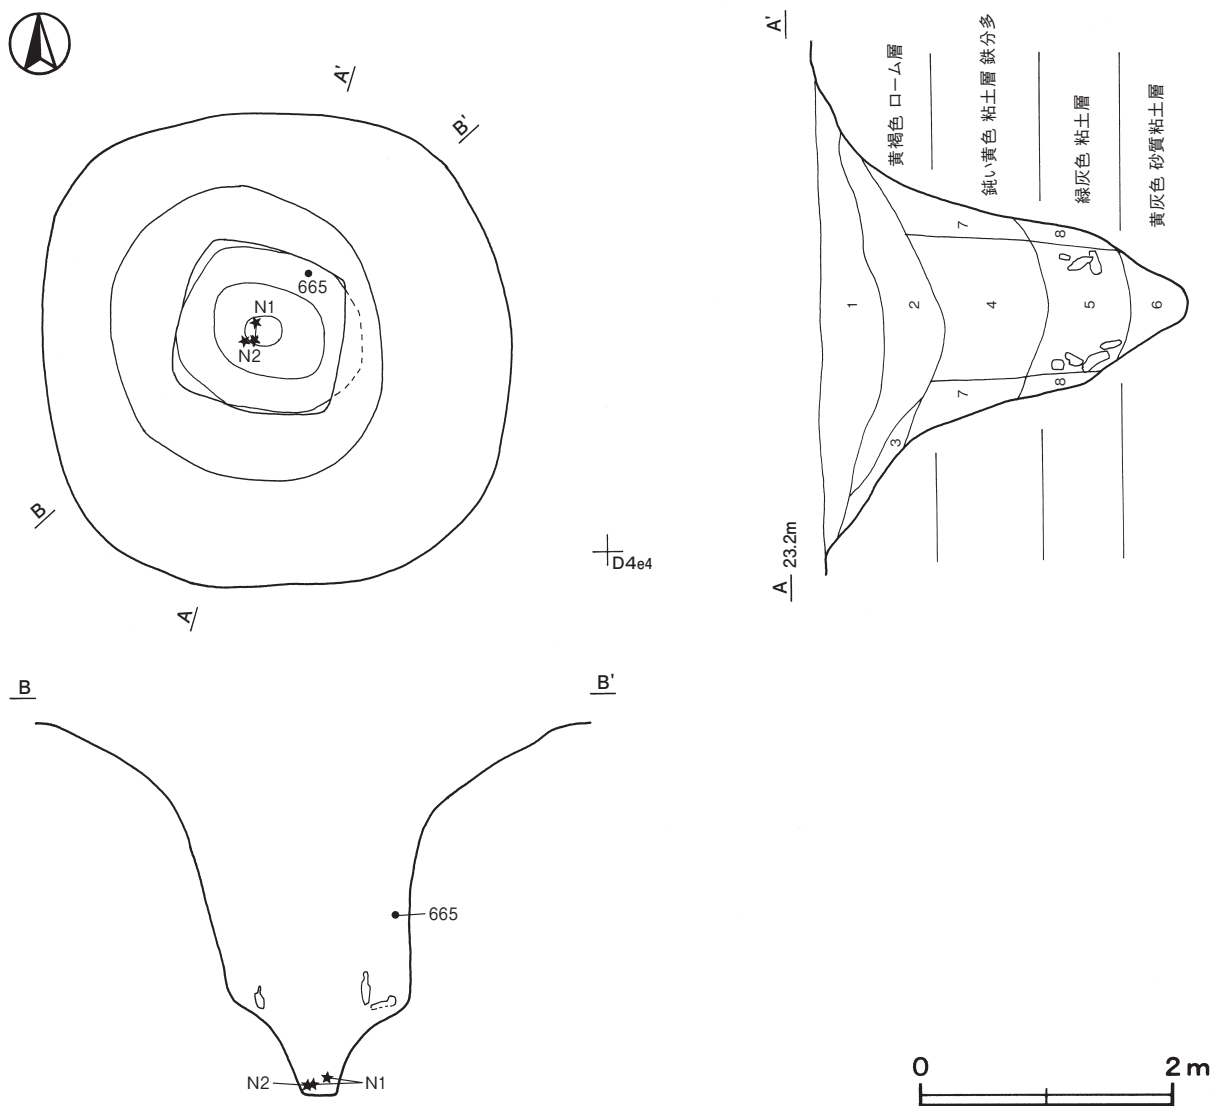 A'
B'
665
N1
N2
B
A
D4e4
A'
黄褐色 ローム層
鈍い黄色 粘土層 鉄分多
緑灰色 粘土層
黄灰色 砂質粘土層
7
8
1
2
4
5
6
3
7
8
A 23.2m
B
B'
665
N2
N1
0
2m